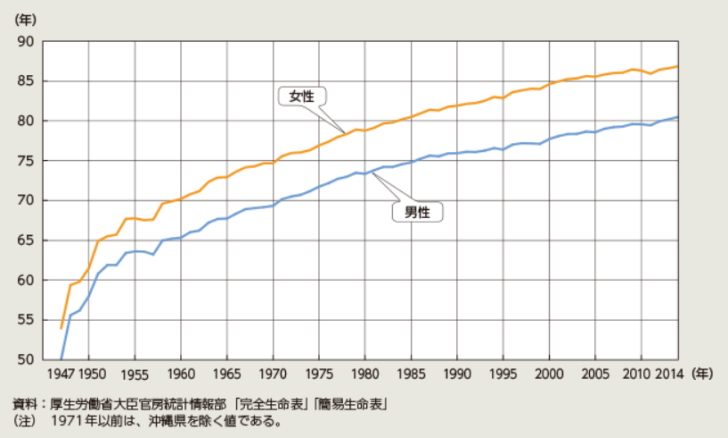 (年)
90
85
80
75
70
65
60
55
50
女性
男性
1947 1950 1955 1960 1965 1970 1975 1980 1985 1990 1995 2000 2005 2010 2014 (年)
資料：厚生労働省大臣官房統計情報部「完全生命表」「簡易生命表」
(注) 1971年以前は、沖縄県を除く値である。